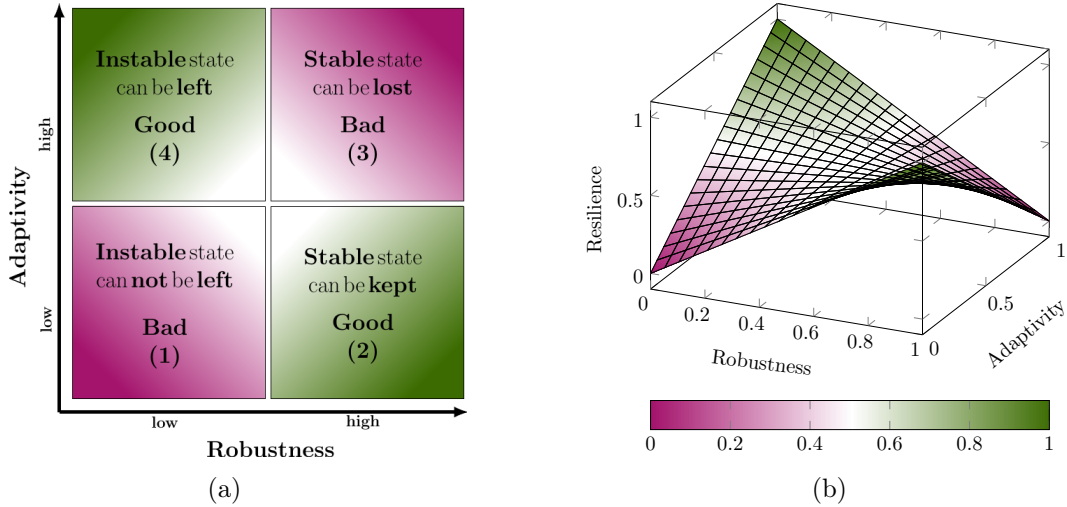 Adaptivity
high
low
Instable state
can be left
Good
(4)
Stable state
can be lost
Bad
(3)
Instable state
can not be left
Bad
(1)
Stable state
can be kept
Good
(2)
low
high
Robustness
(a)
Resilience
1
0.5
0
0
0.2
0.4
0.6
0.8
1
Robustness
0
0.5
1
Adaptivity
0
0.2
0.4
0.6
0.8
1
(b)